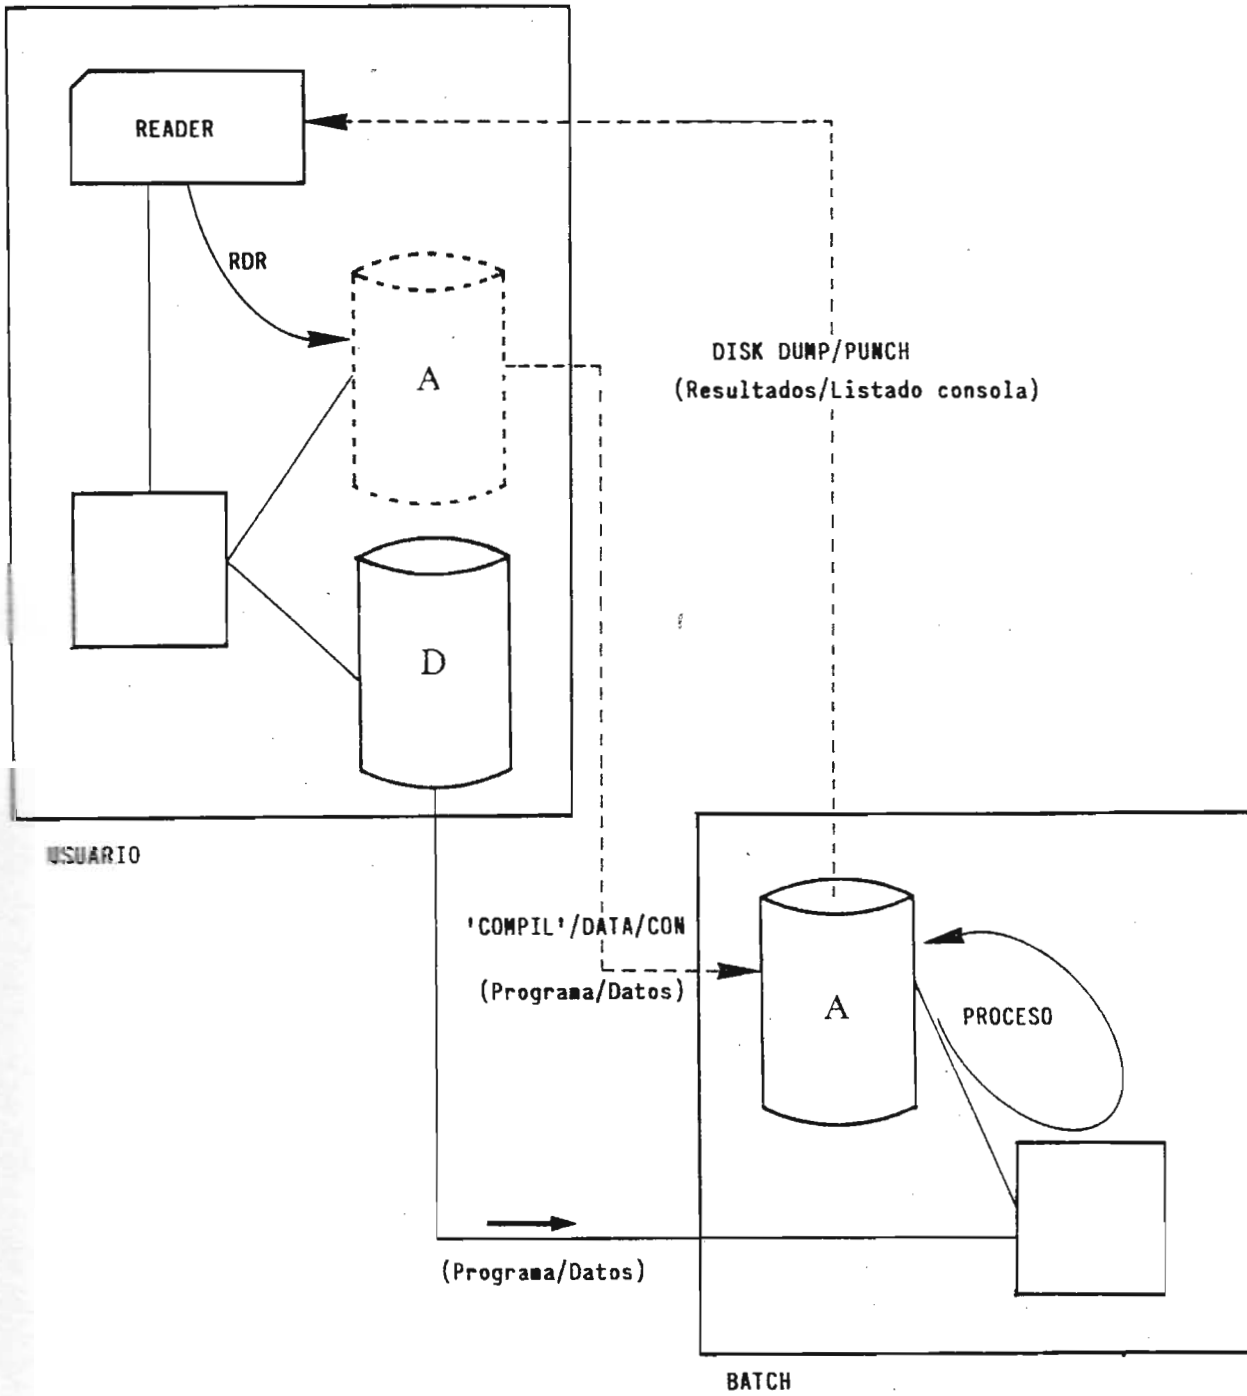 READER
RDR
A
DISK DUMP/PUNCH
(Resultados/Listado consola)
D
USUARIO
'COMPIL'/DATA/CON
(Programa/Datos)
A
PROCESO
(Programa/Datos)
BATCH